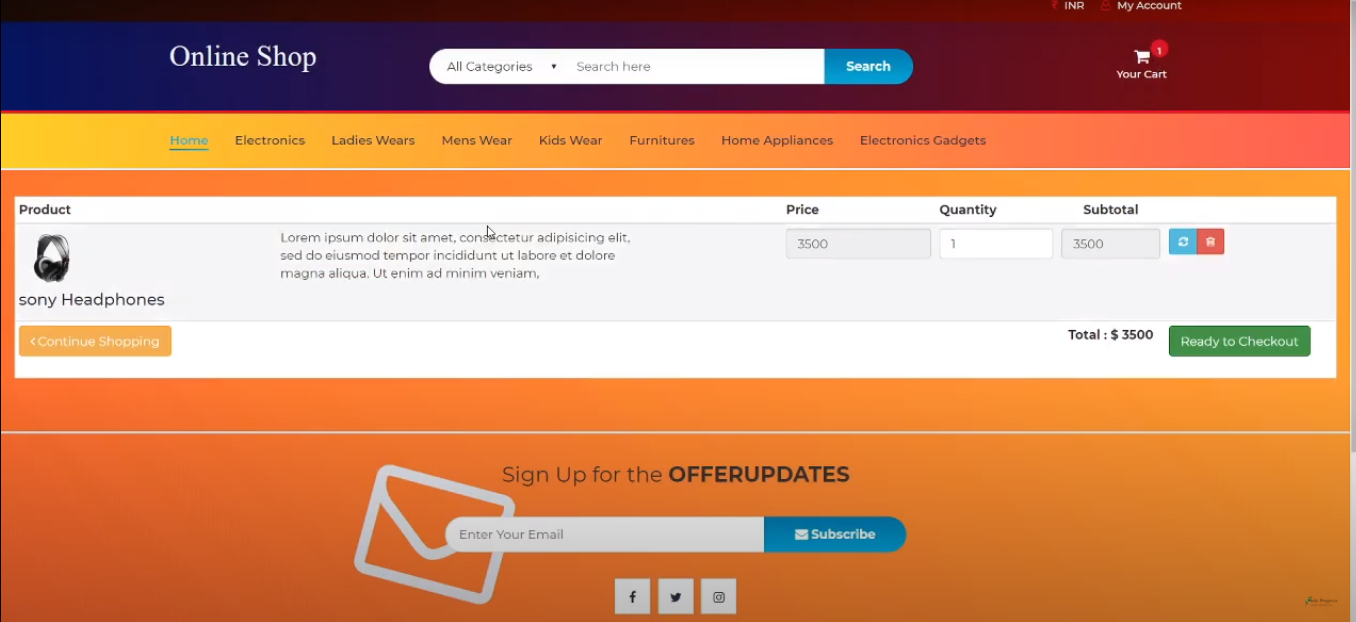 INR My Account
Online Shop
All Categories Search here Search
1
Your Cart
Home Electronics Ladies Wears Mens Wear Kids Wear Furnitures Home Appliances Electronics Gadgets
Product Price Quantity Subtotal
Lorem ipsum dolor sit amet, consectetur adipisicing elit,
sed do eiusmod tempor incididunt ut labore et dolore
magna aliqua. Ut enim ad minim veniam,
3500 1 3500
sony Headphones
Continue Shopping Total : $ 3500 Ready to Checkout
Sign Up for the OFFERUPDATES
Enter Your Email Subscribe